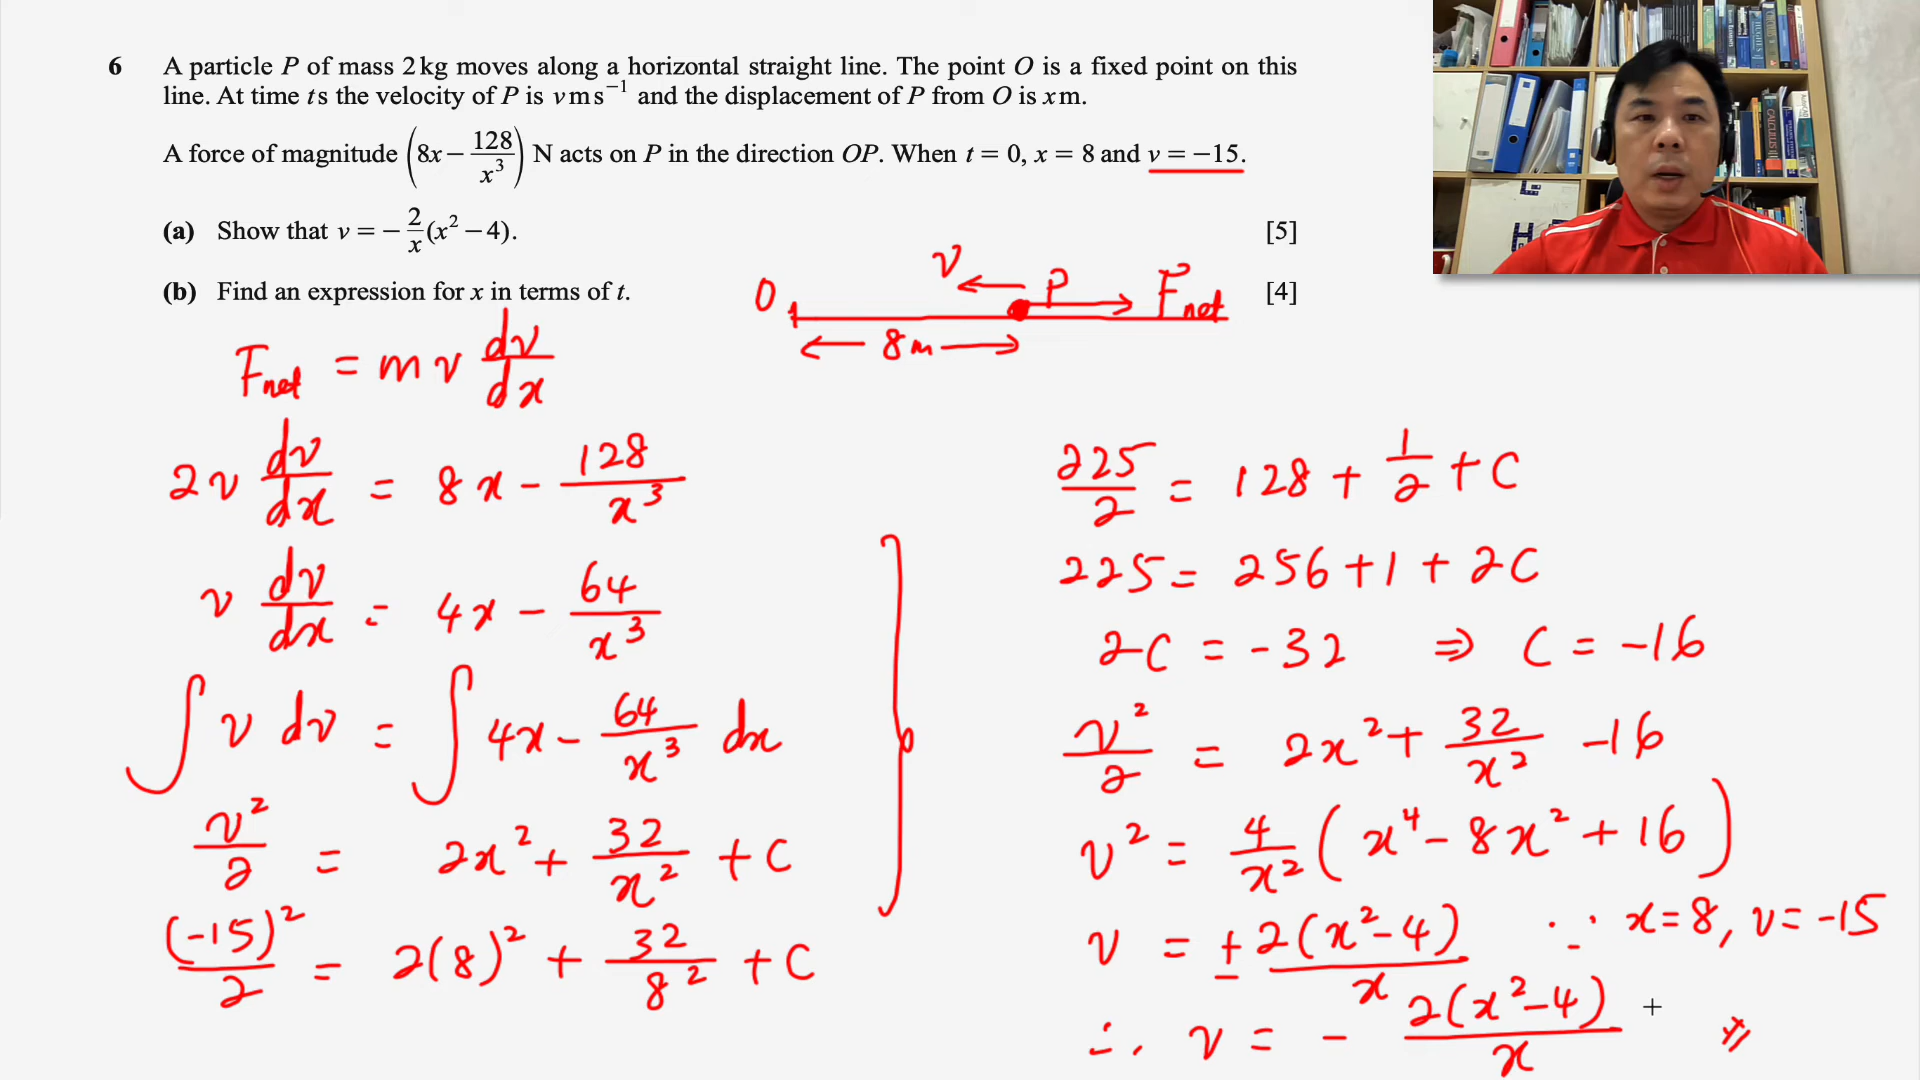 6 A particle P of mass 2 kg moves along a horizontal straight line. The point O is a fixed point on this
line. At time t s the velocity of P is v m s⁻¹ and the displacement of P from O is x m.
A force of magnitude (8x − 128/x³) N acts on P in the direction OP. When t = 0, x = 8 and v = −15.
(a) Show that v = − 2/x (x² − 4). [5]
(b) Find an expression for x in terms of t. [4]
O v P F_net
8m
F_net = m v dv/dx
2v dv/dx = 8x − 128/x³
v dv/dx = 4x − 64/x³
∫ v dv = ∫ 4x − 64/x³ dx
v²/2 = 2x² + 32/x² + C
(−15)²/2 = 2(8)² + 32/8² + C
225/2 = 128 + 1/2 + C
225 = 256 + 1 + 2C
2C = −32 ⇒ C = −16
v²/2 = 2x² + 32/x² − 16
v² = 4/x² (x⁴ − 8x² + 16)
v = ± 2(x²−4)/x ∵ x=8, v=−15
∴ v = − 2(x²−4)/x
CALCULUS